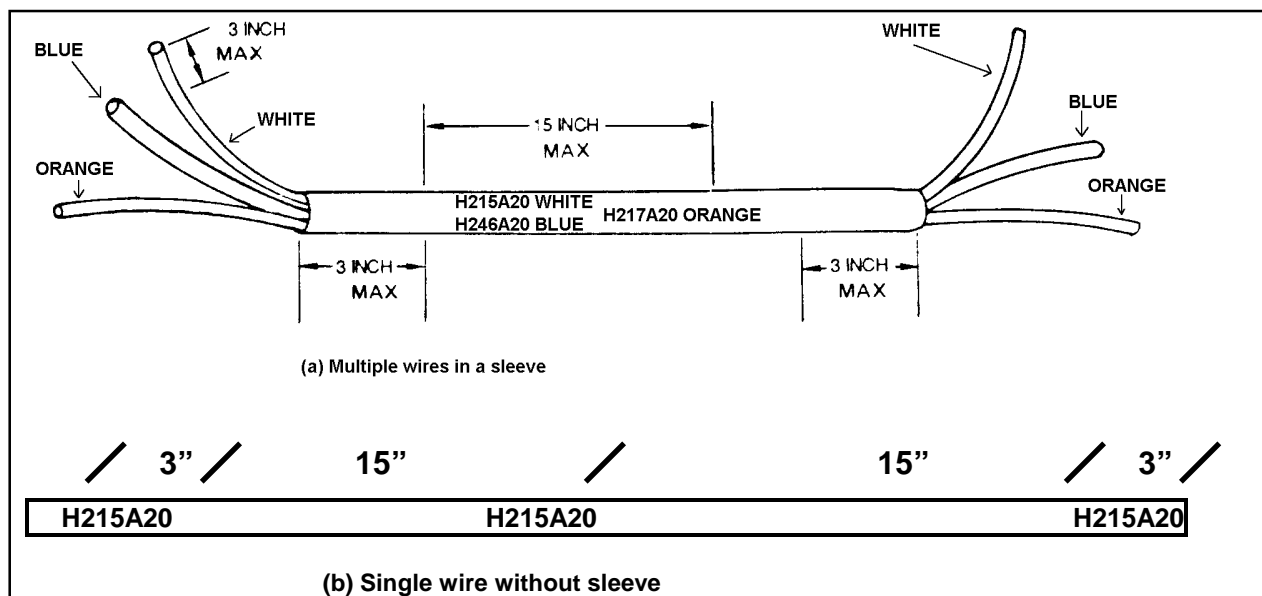 3 INCH
MAX
BLUE
WHITE
ORANGE
15 INCH
MAX
WHITE
BLUE
ORANGE
H215A20 WHITE
H246A20 BLUE
H217A20 ORANGE
3 INCH
MAX
3 INCH
MAX
(a) Multiple wires in a sleeve
3” 15” 15” 3”
H215A20 H215A20 H215A20
(b) Single wire without sleeve